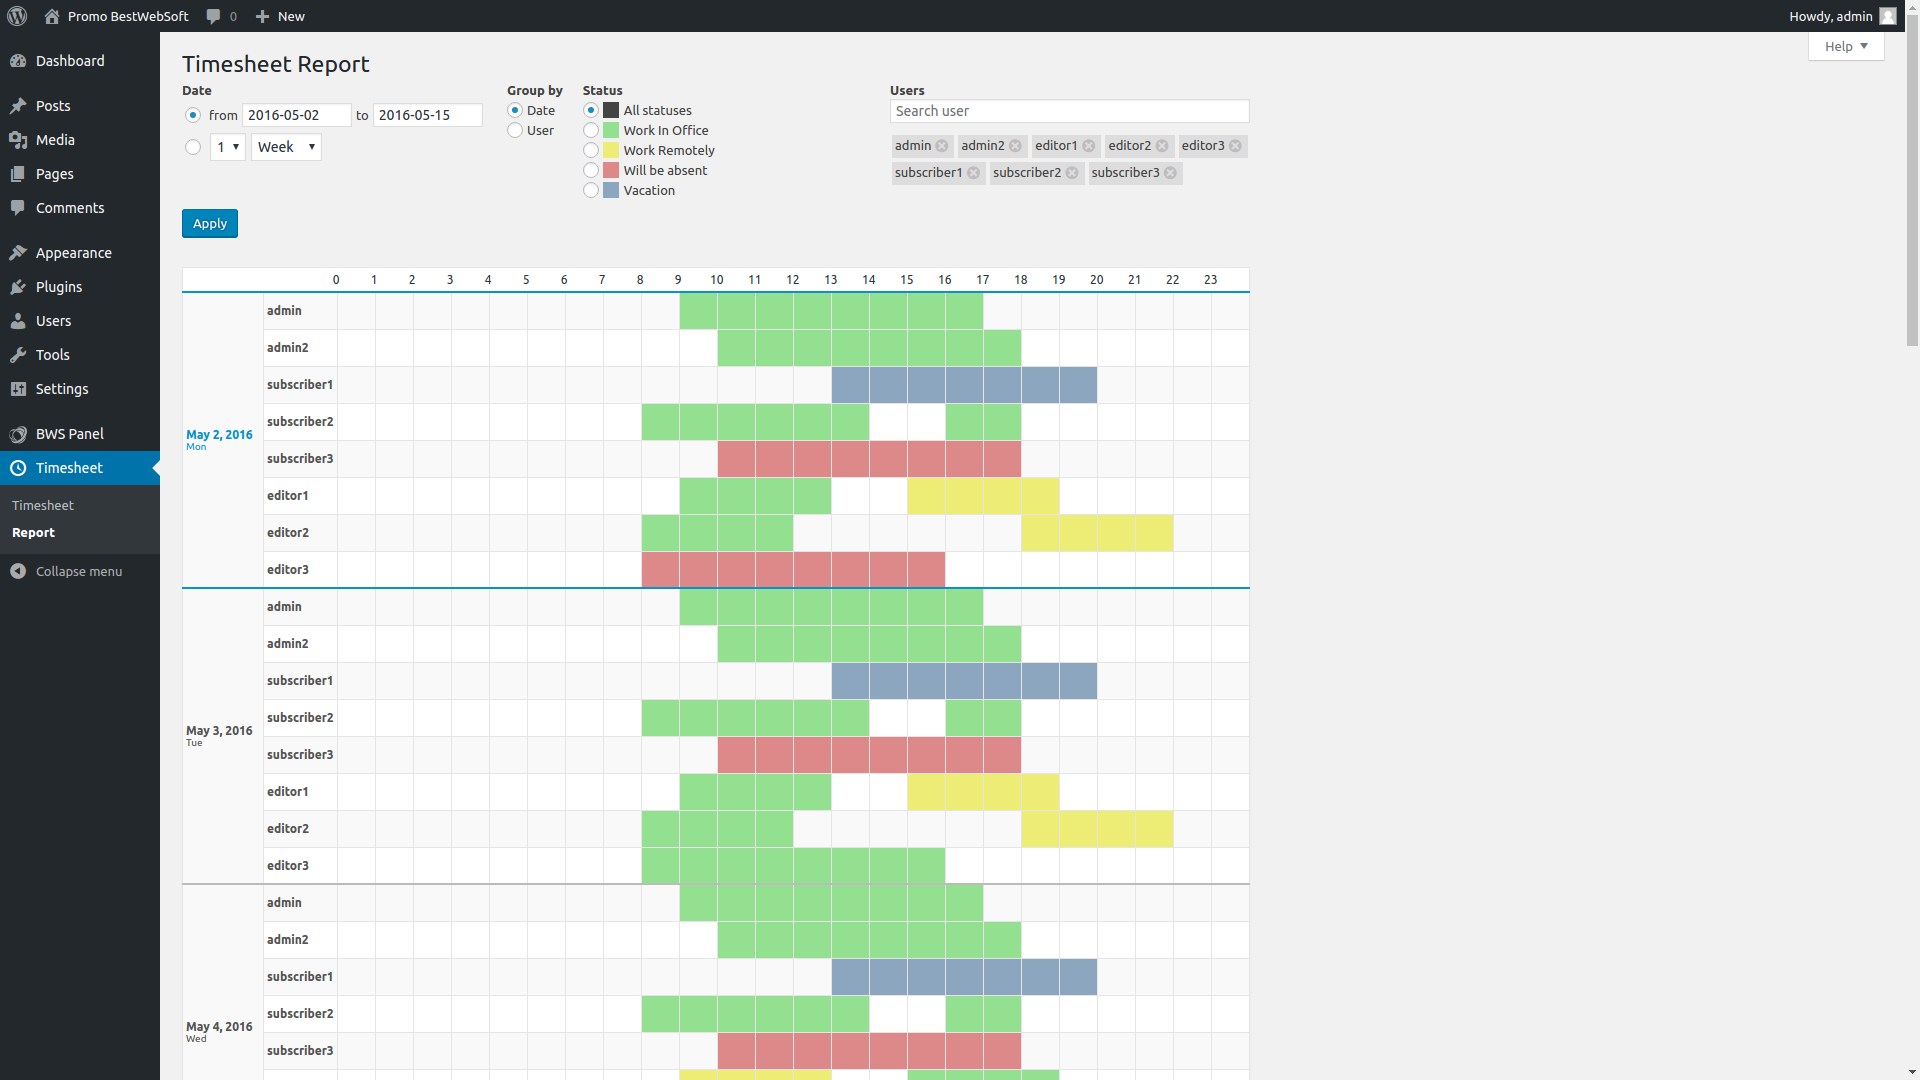 Promo BestWebSoft 0 New Howdy, admin
Help
Dashboard
Posts
Media
Pages
Comments
Appearance
Plugins
Users
Tools
Settings
BWS Panel
Timesheet
Timesheet
Report
Collapse menu
Timesheet Report
Date
from 2016-05-02 to 2016-05-15
1 Week
Group by
Date
User
Status
All statuses
Work In Office
Work Remotely
Will be absent
Vacation
Users
Search user
admin admin2 editor1 editor2 editor3
subscriber1 subscriber2 subscriber3
Apply
0 1 2 3 4 5 6 7 8 9 10 11 12 13 14 15 16 17 18 19 20 21 22 23
May 2, 2016
Mon
admin
admin2
subscriber1
subscriber2
subscriber3
editor1
editor2
editor3
May 3, 2016
Tue
admin
admin2
subscriber1
subscriber2
subscriber3
editor1
editor2
editor3
May 4, 2016
Wed
admin
admin2
subscriber1
subscriber2
subscriber3